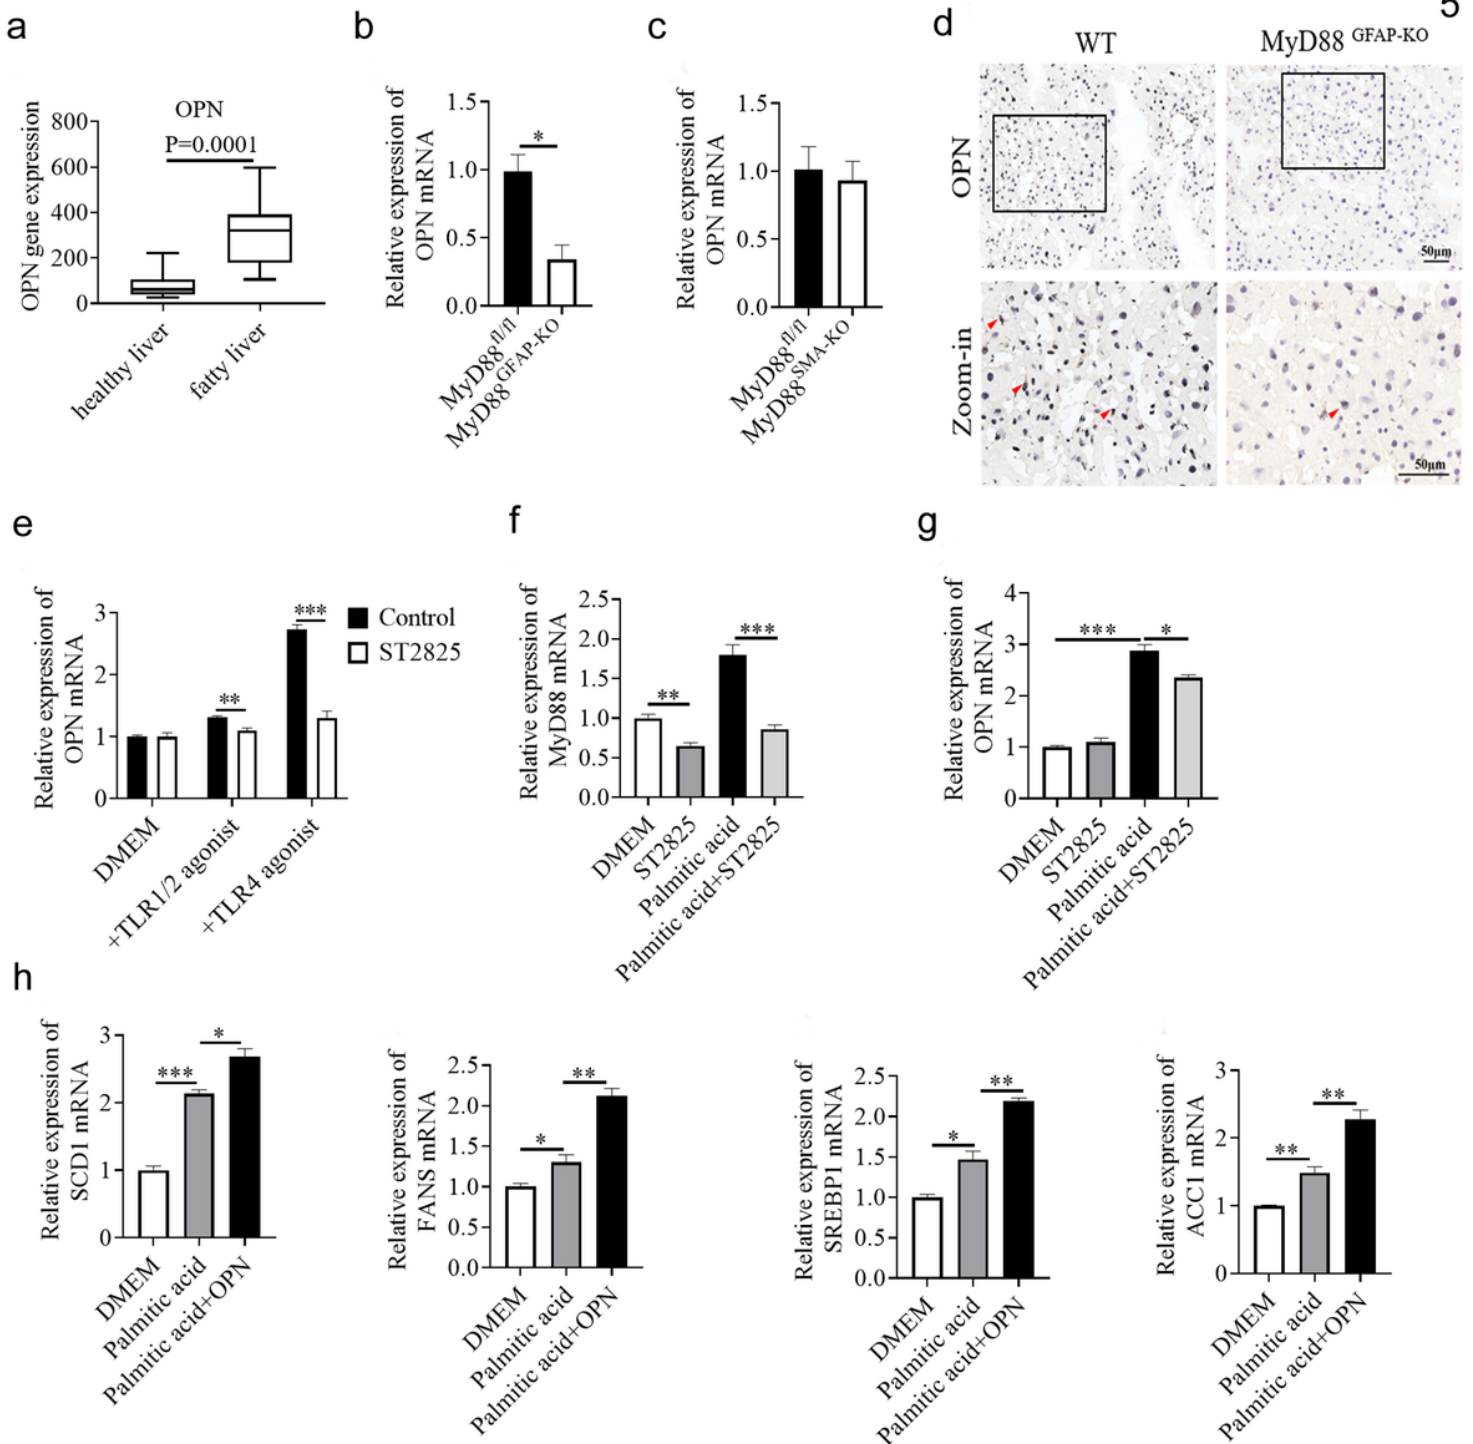 5
a
OPN
P=0.0001
OPN gene expression
800
600
400
200
0
healthy liver
fatty liver
b
Relative expression of
OPN mRNA
1.5
1.0
0.5
0.0
*
MyD88fl/fl
MyD88GFAP-KO
c
Relative expression of
OPN mRNA
1.5
1.0
0.5
0.0
MyD88fl/fl
MyD88SMA-KO
d
WT
MyD88 GFAP-KO
OPN
50μm
Zoom-in
50μm
e
Relative expression of
OPN mRNA
3
2
1
0
**
***
Control
ST2825
DMEM
+TLR1/2 agonist
+TLR4 agonist
f
Relative expression of
MyD88 mRNA
2.5
2.0
1.5
1.0
0.5
0.0
**
***
DMEM
ST2825
Palmitic acid
Palmitic acid+ST2825
g
Relative expression of
OPN mRNA
4
3
2
1
0
***
*
DMEM
ST2825
Palmitic acid
Palmitic acid+ST2825
h
Relative expression of
SCD1 mRNA
3
2
1
0
***
*
DMEM
Palmitic acid
Palmitic acid+OPN
Relative expression of
FANS mRNA
2.5
2.0
1.5
1.0
0.5
0.0
*
**
DMEM
Palmitic acid
Palmitic acid+OPN
Relative expression of
SREBP1 mRNA
2.5
2.0
1.5
1.0
0.5
0.0
*
**
DMEM
Palmitic acid
Palmitic acid+OPN
Relative expression of
ACC1 mRNA
3
2
1
0
**
**
DMEM
Palmitic acid
Palmitic acid+OPN